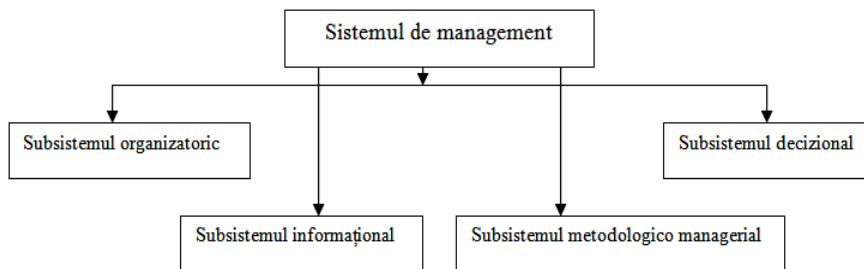 Sistemul de management
Subsistemul organizatoric
Subsistemul decizional
Subsistemul informațional
Subsistemul metodologico managerial